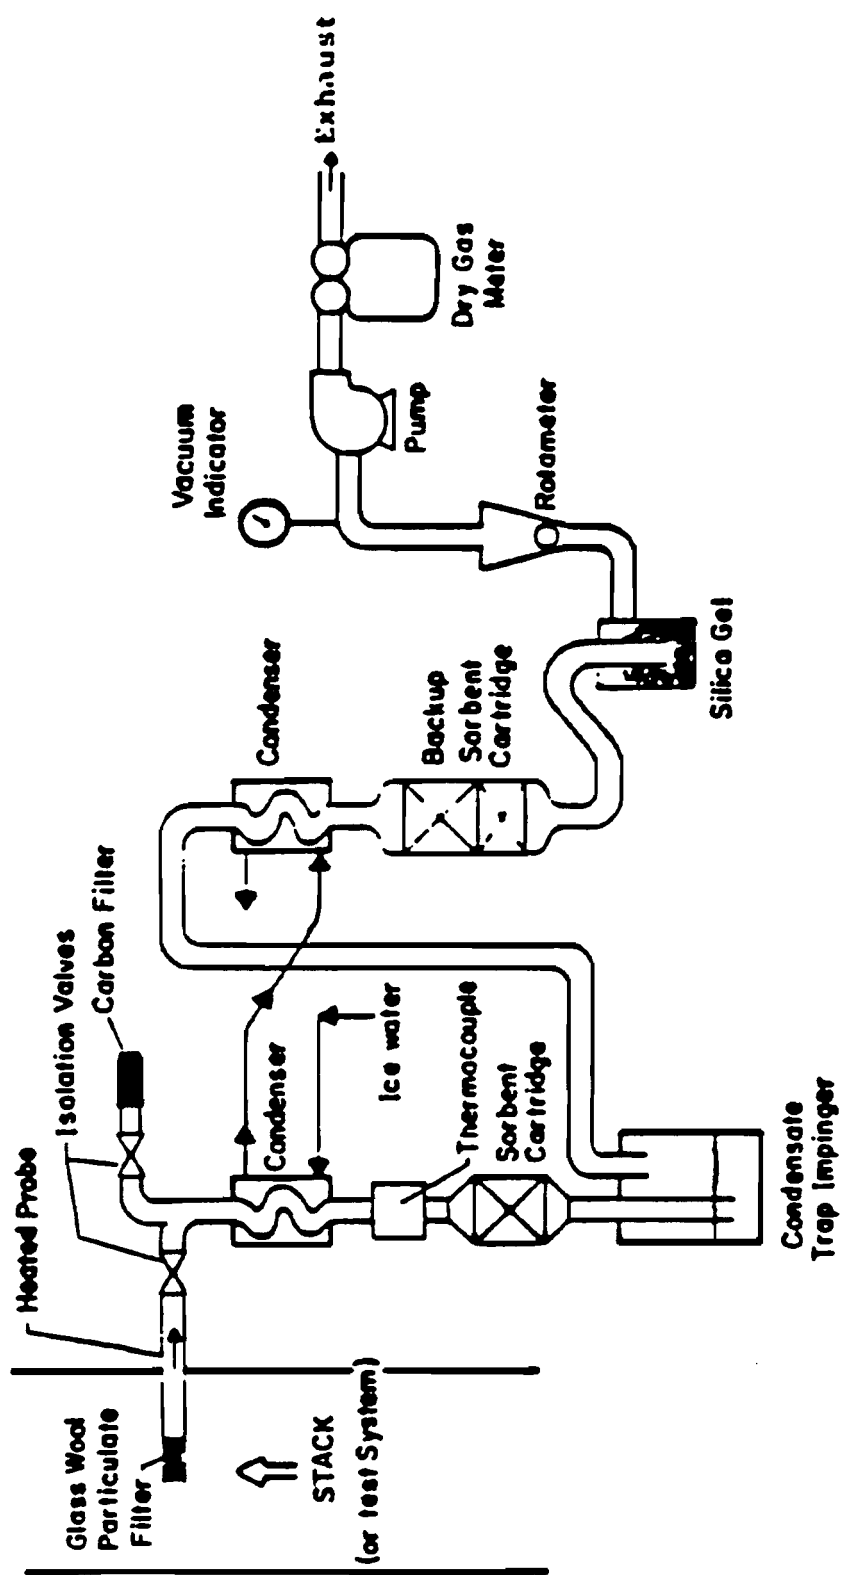 Glass Wool
Particulate
Filter
STACK
(or test System)
Heated Probe
Isolation Valves
Carbon Filter
Condenser
Ice water
Thermocouple
Sorbent
Cartridge
Condensate
Trap Impinger
Condenser
Backup
Sorbent
Cartridge
Silica Gel
Vacuum
Indicator
Rotameter
Pump
Dry Gas
Meter
Exhaust